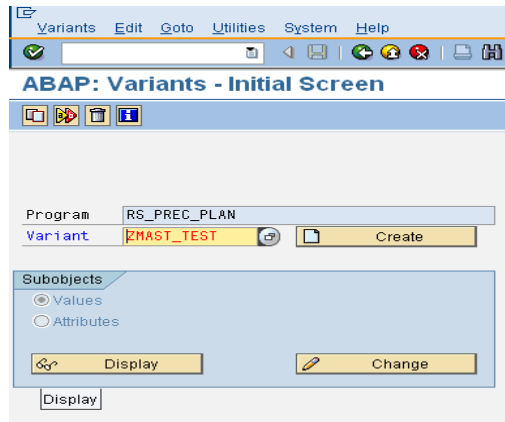 Variants Edit Goto Utilities System Help
ABAP: Variants - Initial Screen
Program RS_PREC_PLAN
Variant ZMAST_TEST Create
Subobjects
Values
Attributes
Display Change
Display